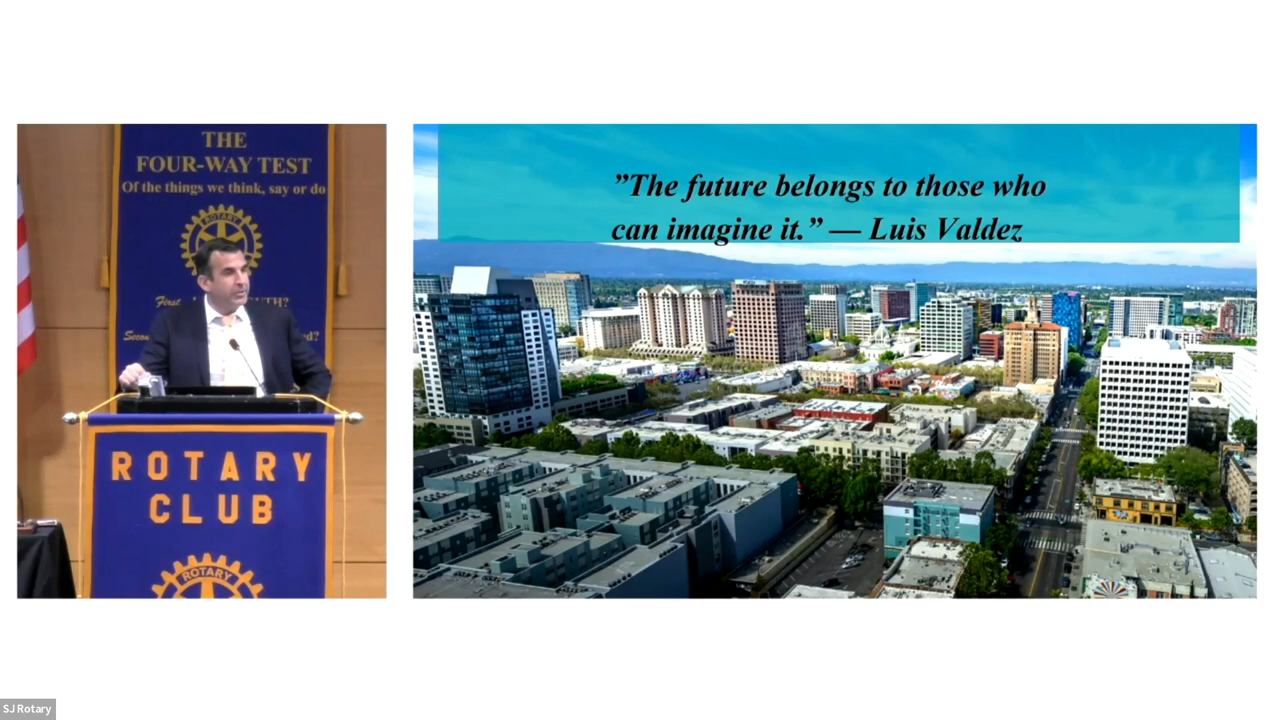 THE
FOUR-WAY TEST
Of the things we think, say or do
ROTARY
First
Secon
ROTARY
CLUB
ROTARY
”The future belongs to those who
can imagine it.” — Luis Valdez
SJ Rotary